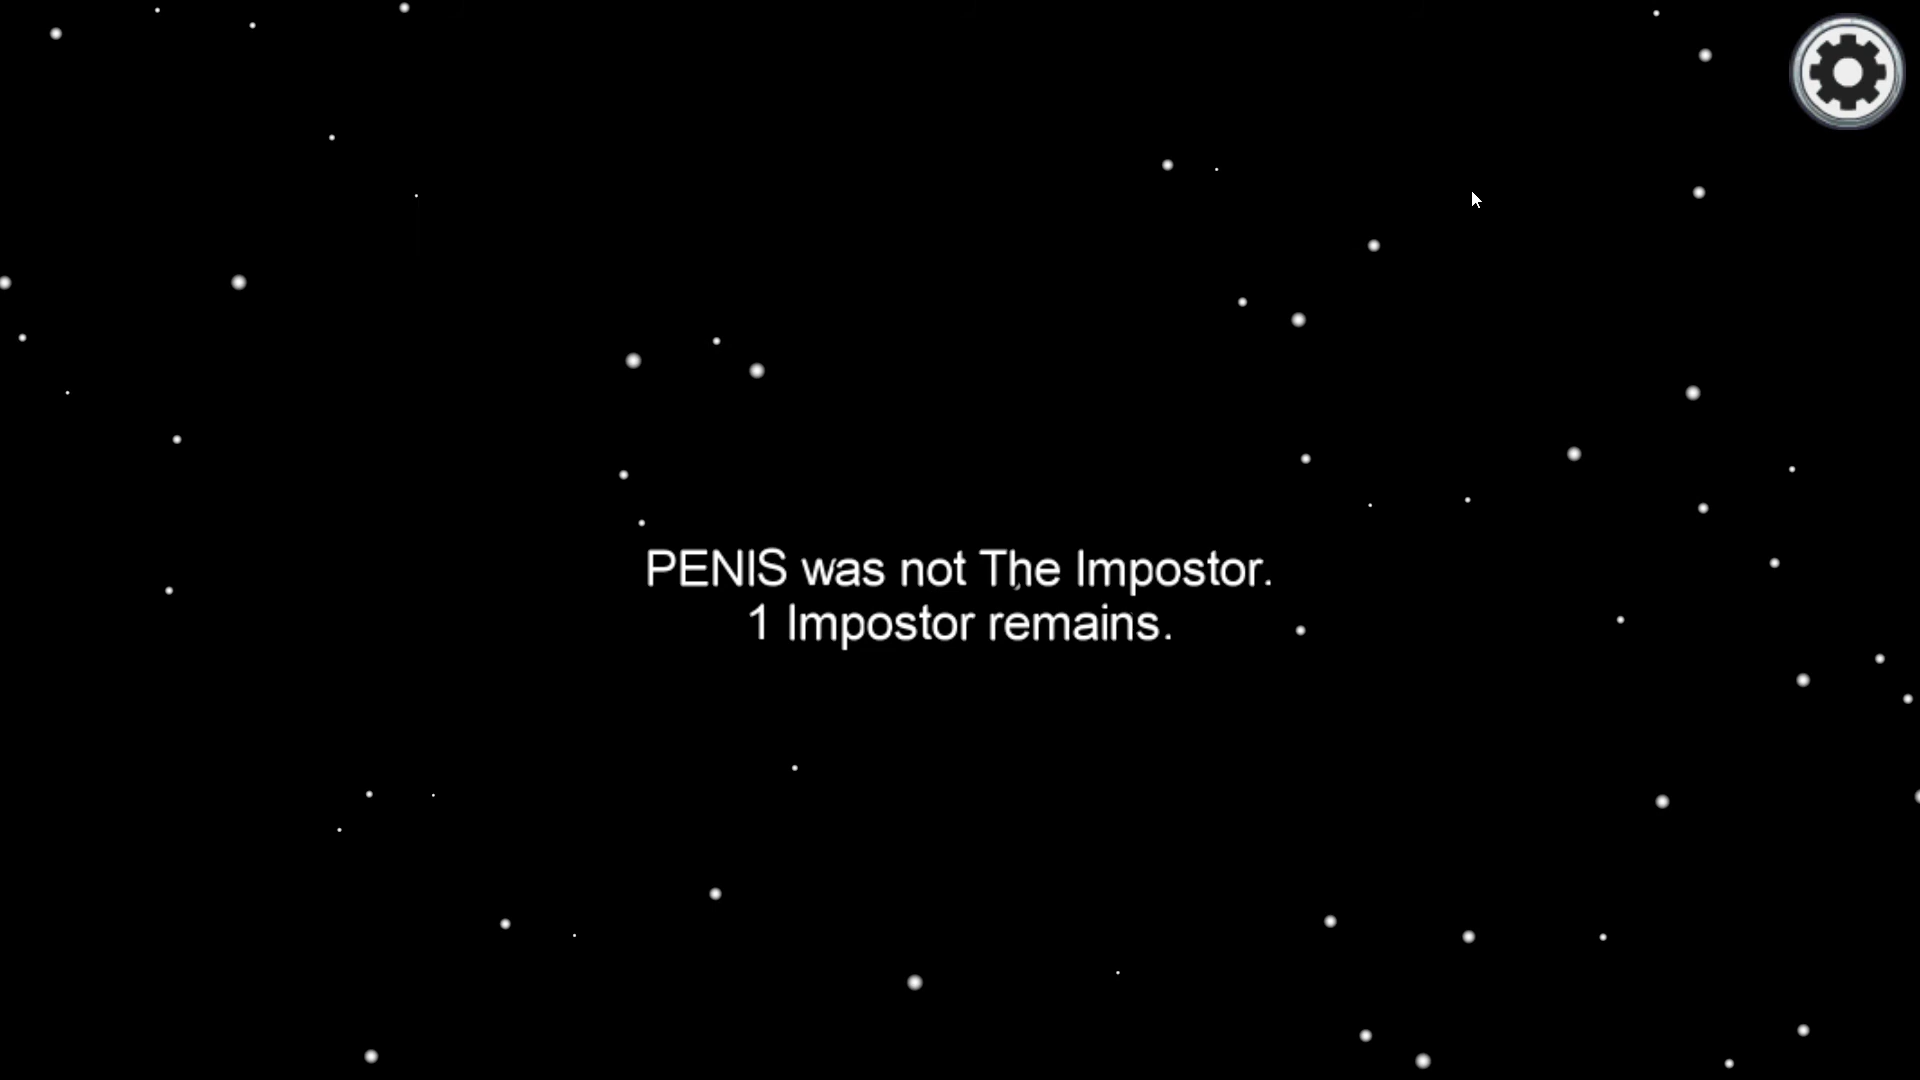 PENIS was not The Impostor.
1 Impostor remains.